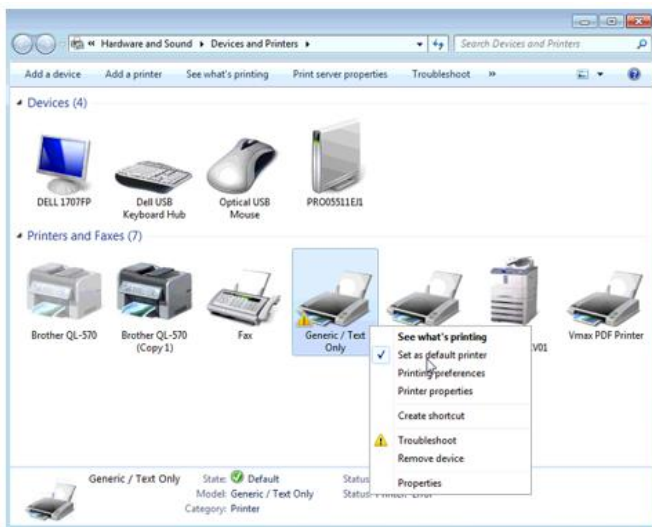 « Hardware and Sound ▸ Devices and Printers ▸
Search Devices and Printers
Add a device Add a printer See what's printing Print server properties Troubleshoot »
Devices (4)
DELL 1707FP
Dell USB
Keyboard Hub
Optical USB
Mouse
PRO05511EJ1
Printers and Faxes (7)
Brother QL-570
Brother QL-570
(Copy 1)
Fax
Generic / Text
Only
V01
Vmax PDF Printer
See what's printing
Set as default printer
Printing preferences
Printer properties
Create shortcut
Troubleshoot
Remove device
Properties
Generic / Text Only
State: Default
Model: Generic / Text Only
Category: Printer
Status
Status: